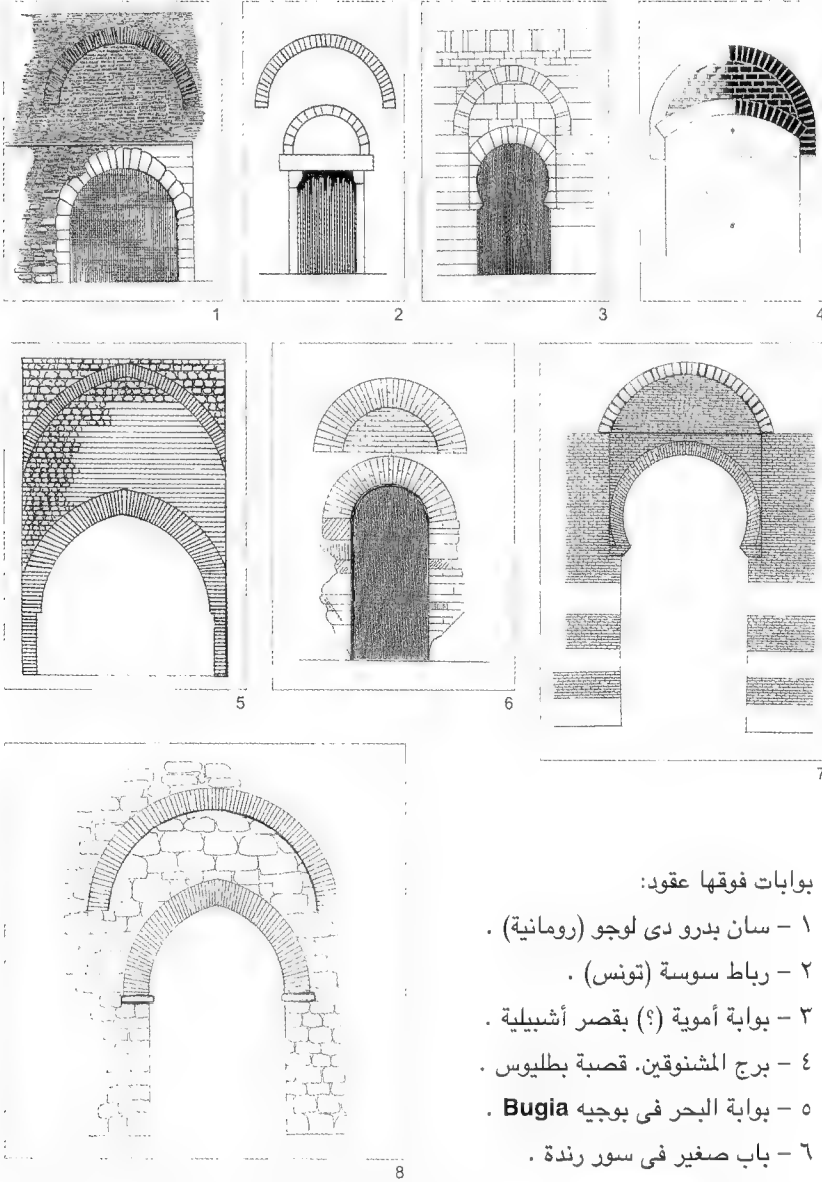 1
2
3
4
5
6
7
8
بوابات فوقها عقود:
١ – سان بدرو دى لوجو (رومانية) .
٢ – رباط سوسة (تونس) .
٣ – بوابة أموية (؟) بقصر أشبيلية .
٤ – برج المشنوقين. قصبة بطليوس .
٥ – بوابة البحر فى بوجيه Bugia .
٦ – باب صغير فى سور رندة .